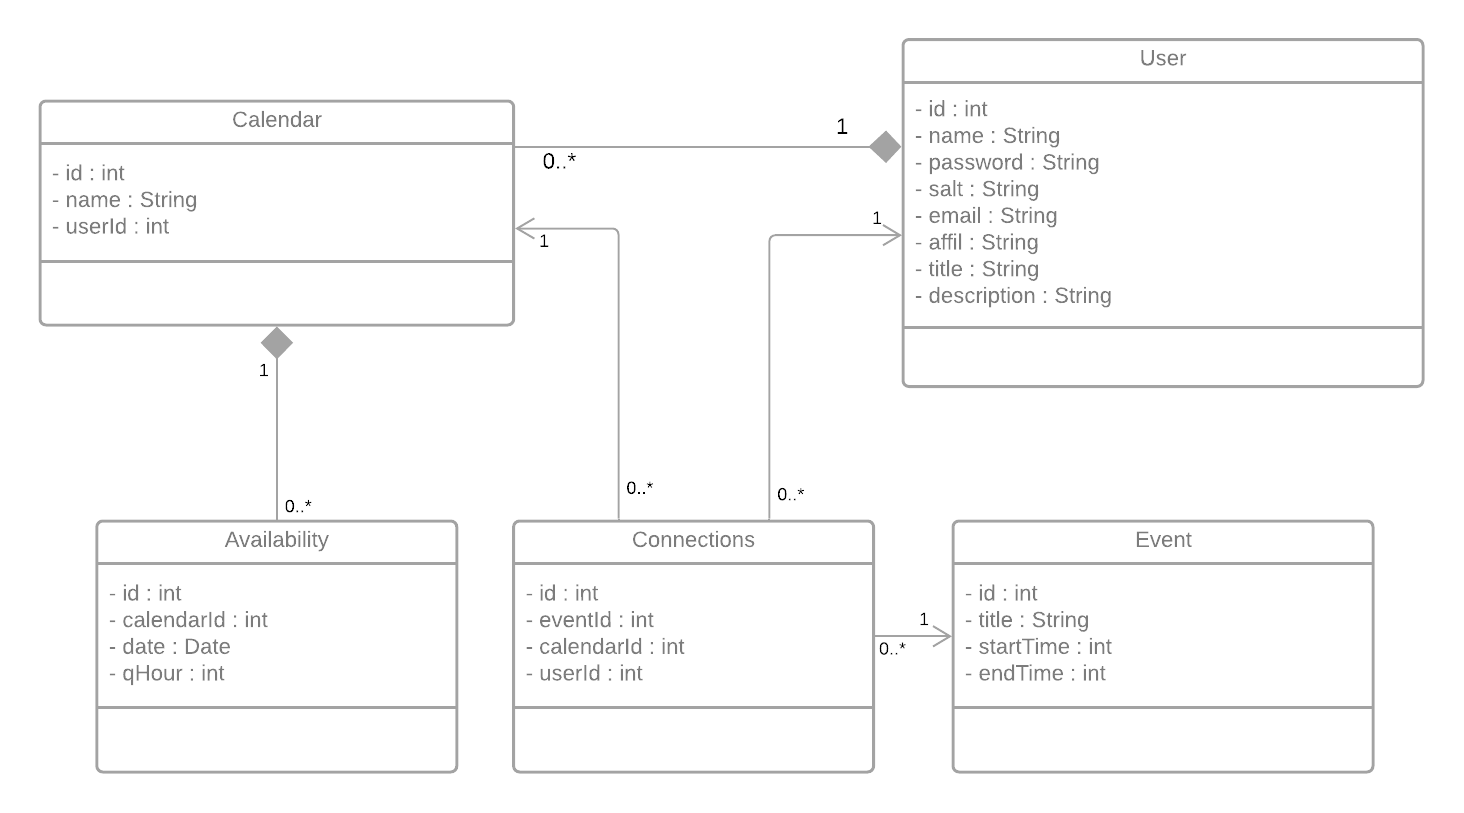 User
- id : int
- name : String
- password : String
- salt : String
- email : String
- affil : String
- title : String
- description : String
Calendar
- id : int
- name : String
- userId : int
1
0..*
1
1
1
0..*
0..*
0..*
Availability
- id : int
- calendarId : int
- date : Date
- qHour : int
Connections
- id : int
- eventId : int
- calendarId : int
- userId : int
1
0..*
Event
- id : int
- title : String
- startTime : int
- endTime : int